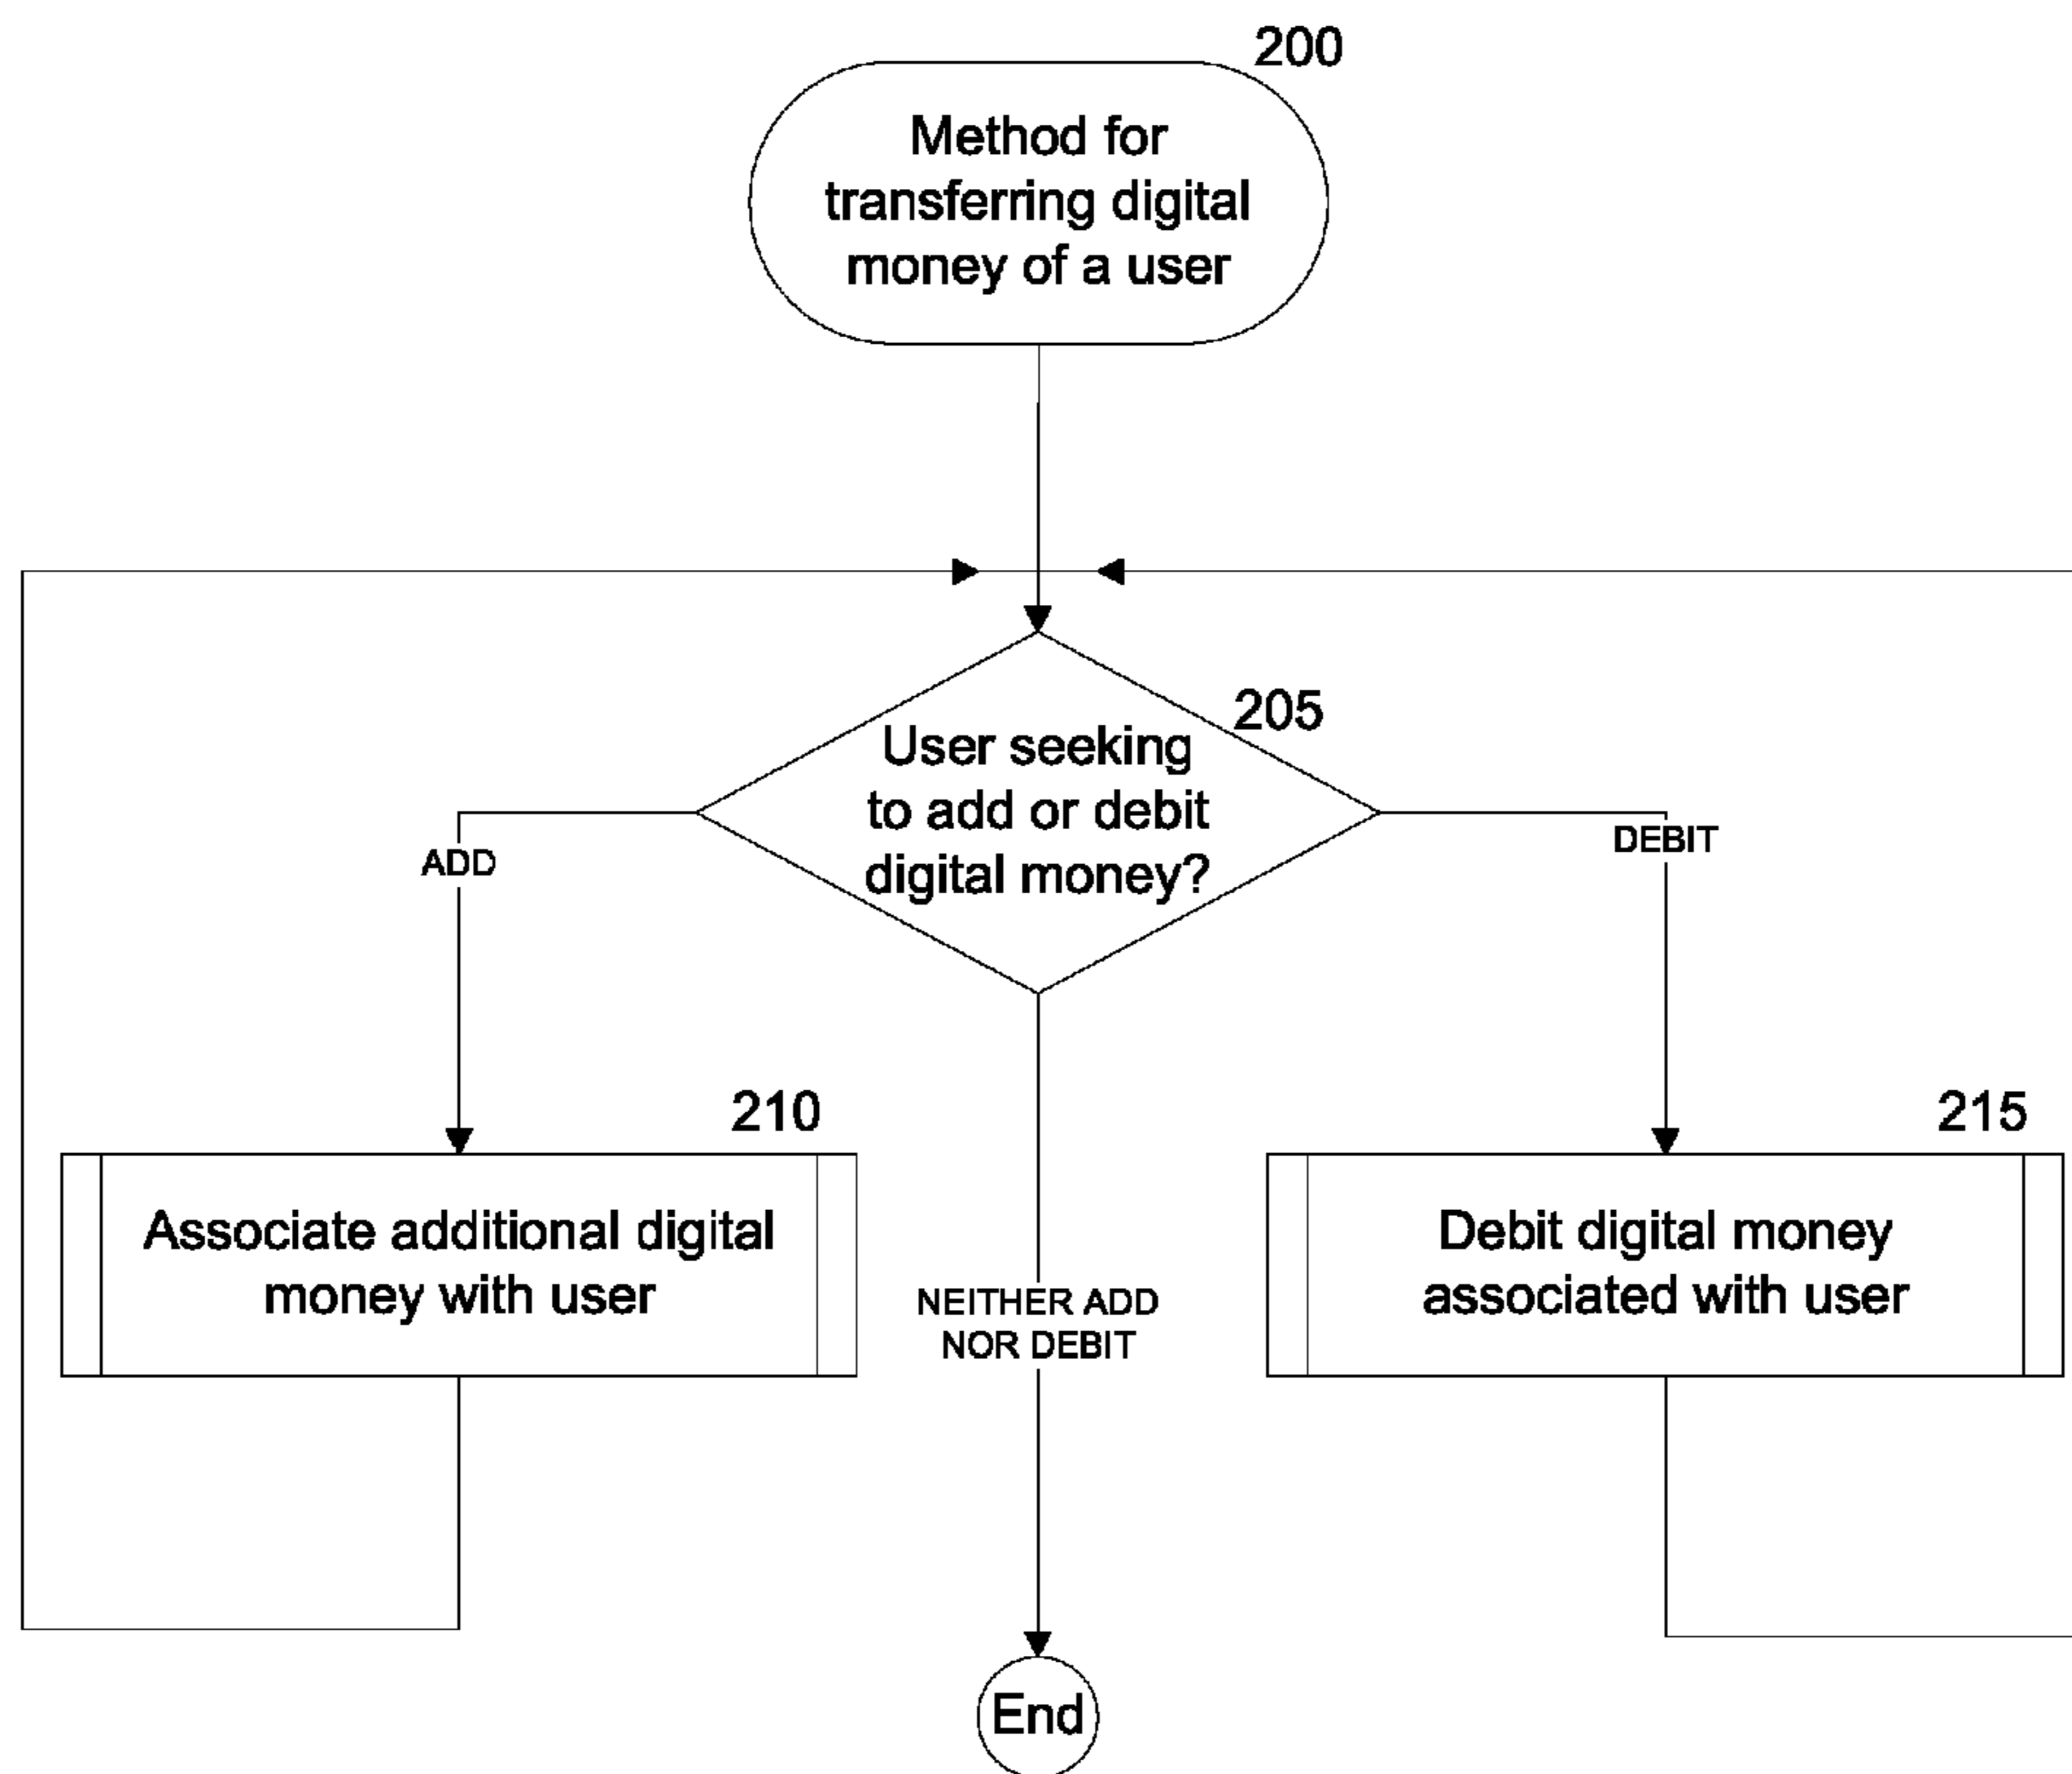 200
Method for
transferring digital
money of a user
205
User seeking
to add or debit
digital money?
ADD
DEBIT
210
Associate additional digital
money with user
NEITHER ADD
NOR DEBIT
215
Debit digital money
associated with user
End